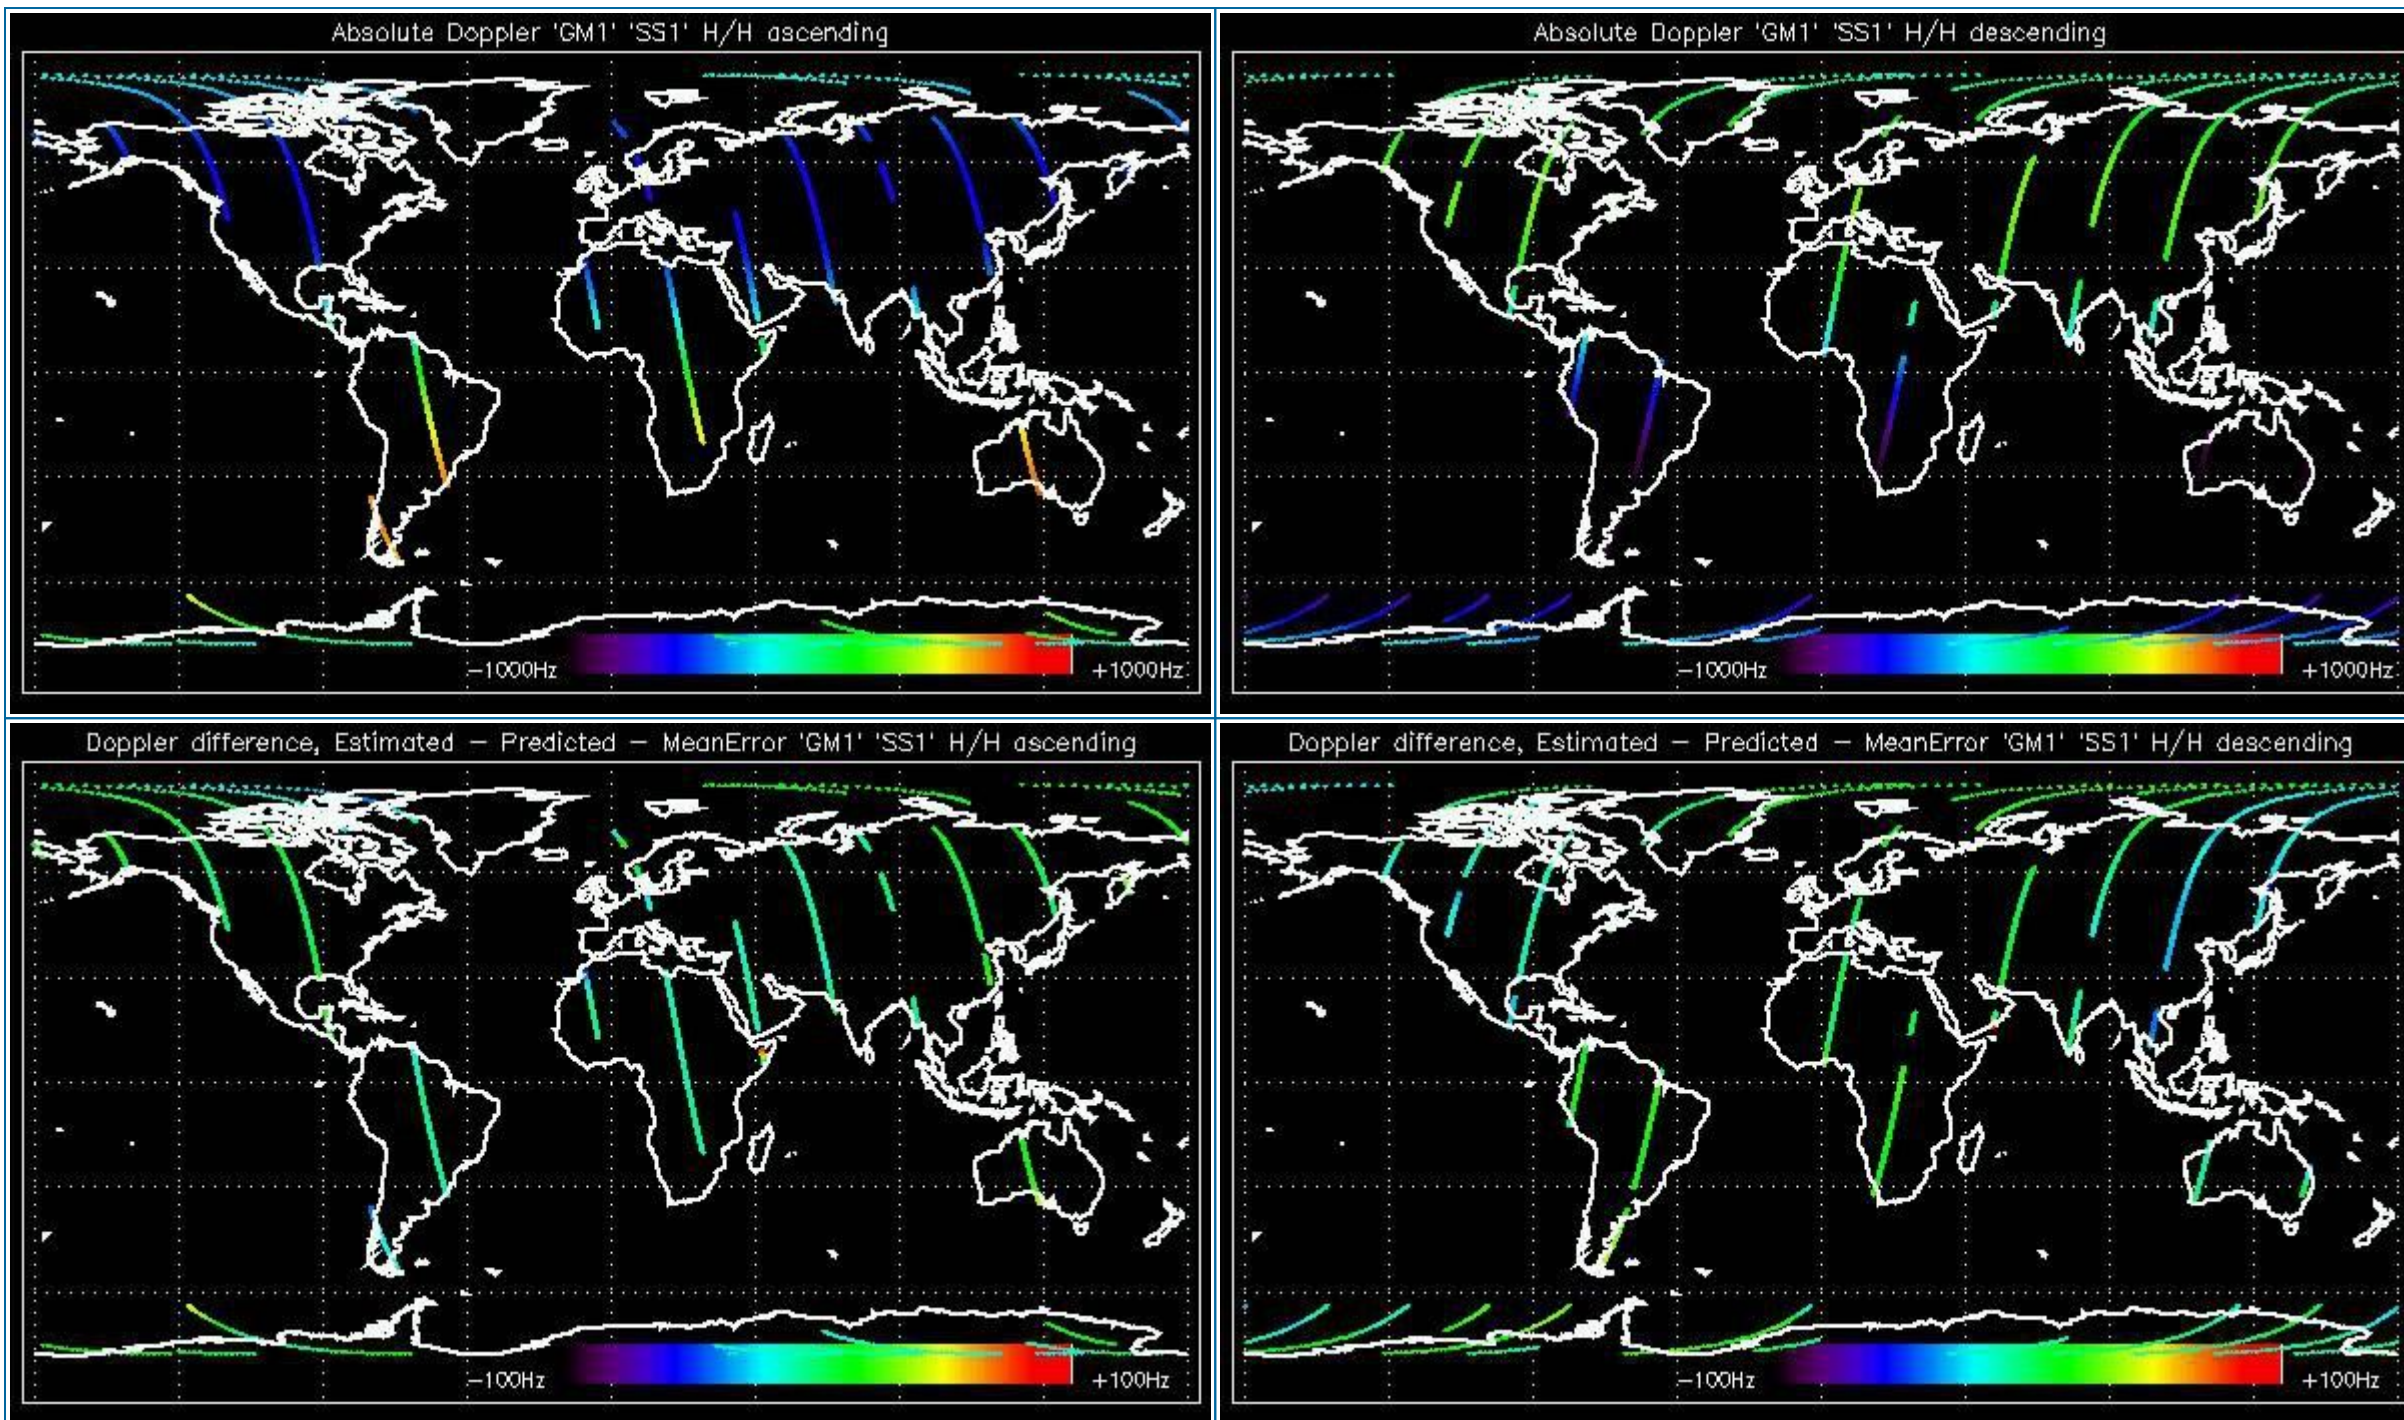 Absolute Doppler 'GM1' 'SS1' H/H ascending
-1000Hz
+1000Hz
Absolute Doppler 'GM1' 'SS1' H/H descending
-1000Hz
+1000Hz
Doppler difference, Estimated - Predicted - MeanError 'GM1' 'SS1' H/H ascending
-100Hz
+100Hz
Doppler difference, Estimated - Predicted - MeanError 'GM1' 'SS1' H/H descending
-100Hz
+100Hz